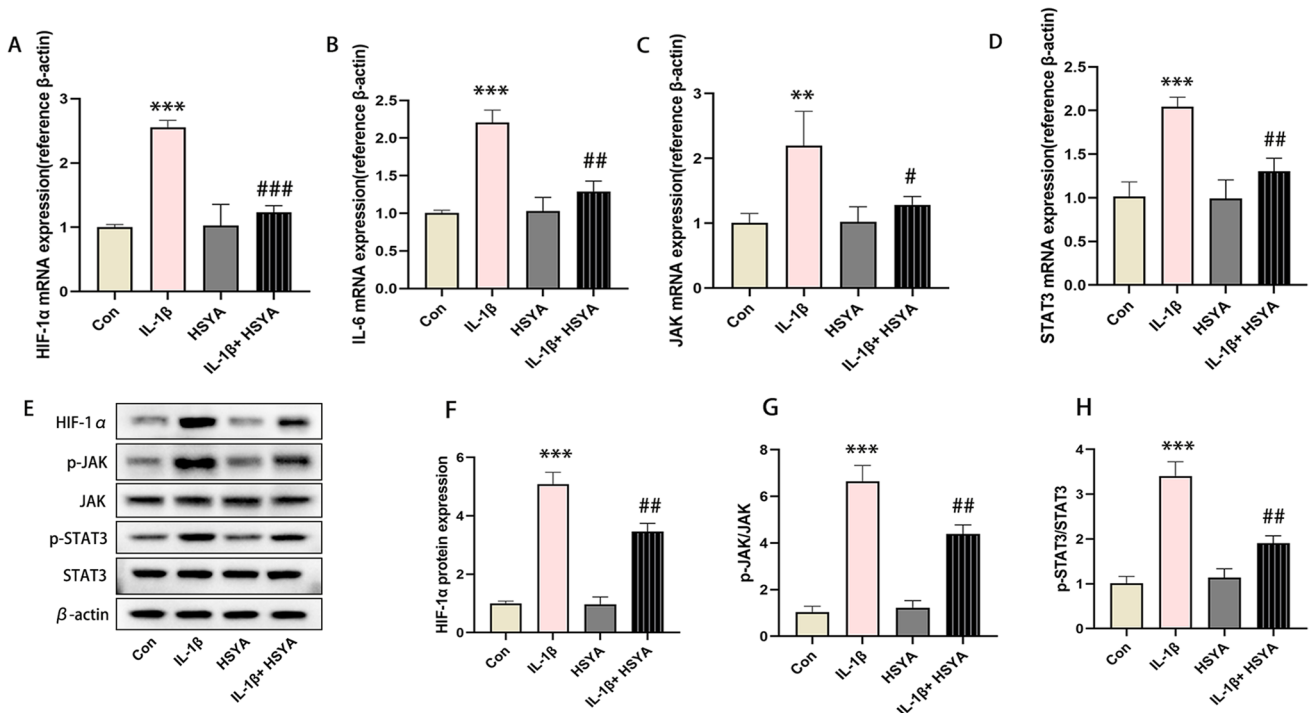 A
HIF-1α mRNA expression(reference β-actin)
3
2
1
0
***
###
Con
IL-1β
HSYA
IL-1β+ HSYA
B
IL-6 mRNA expression(reference β-actin)
2.5
2.0
1.5
1.0
0.5
0.0
***
##
Con
IL-1β
HSYA
IL-1β+ HSYA
C
JAK mRNA expression(reference β-actin)
3
2
1
0
**
#
Con
IL-1β
HSYA
IL-1β+ HSYA
D
STAT3 mRNA expression(reference β-actin)
2.5
2.0
1.5
1.0
0.5
0.0
***
##
Con
IL-1β
HSYA
IL-1β+ HSYA
E
HIF-1α
p-JAK
JAK
p-STAT3
STAT3
β-actin
Con
IL-1β
HSYA
IL-1β+ HSYA
F
HIF-1α protein expression
6
4
2
0
***
##
Con
IL-1β
HSYA
IL-1β+ HSYA
G
p-JAK/JAK
8
6
4
2
0
***
##
Con
IL-1β
HSYA
IL-1β+ HSYA
H
p-STAT3/STAT3
4
3
2
1
0
***
##
Con
IL-1β
HSYA
IL-1β+ HSYA